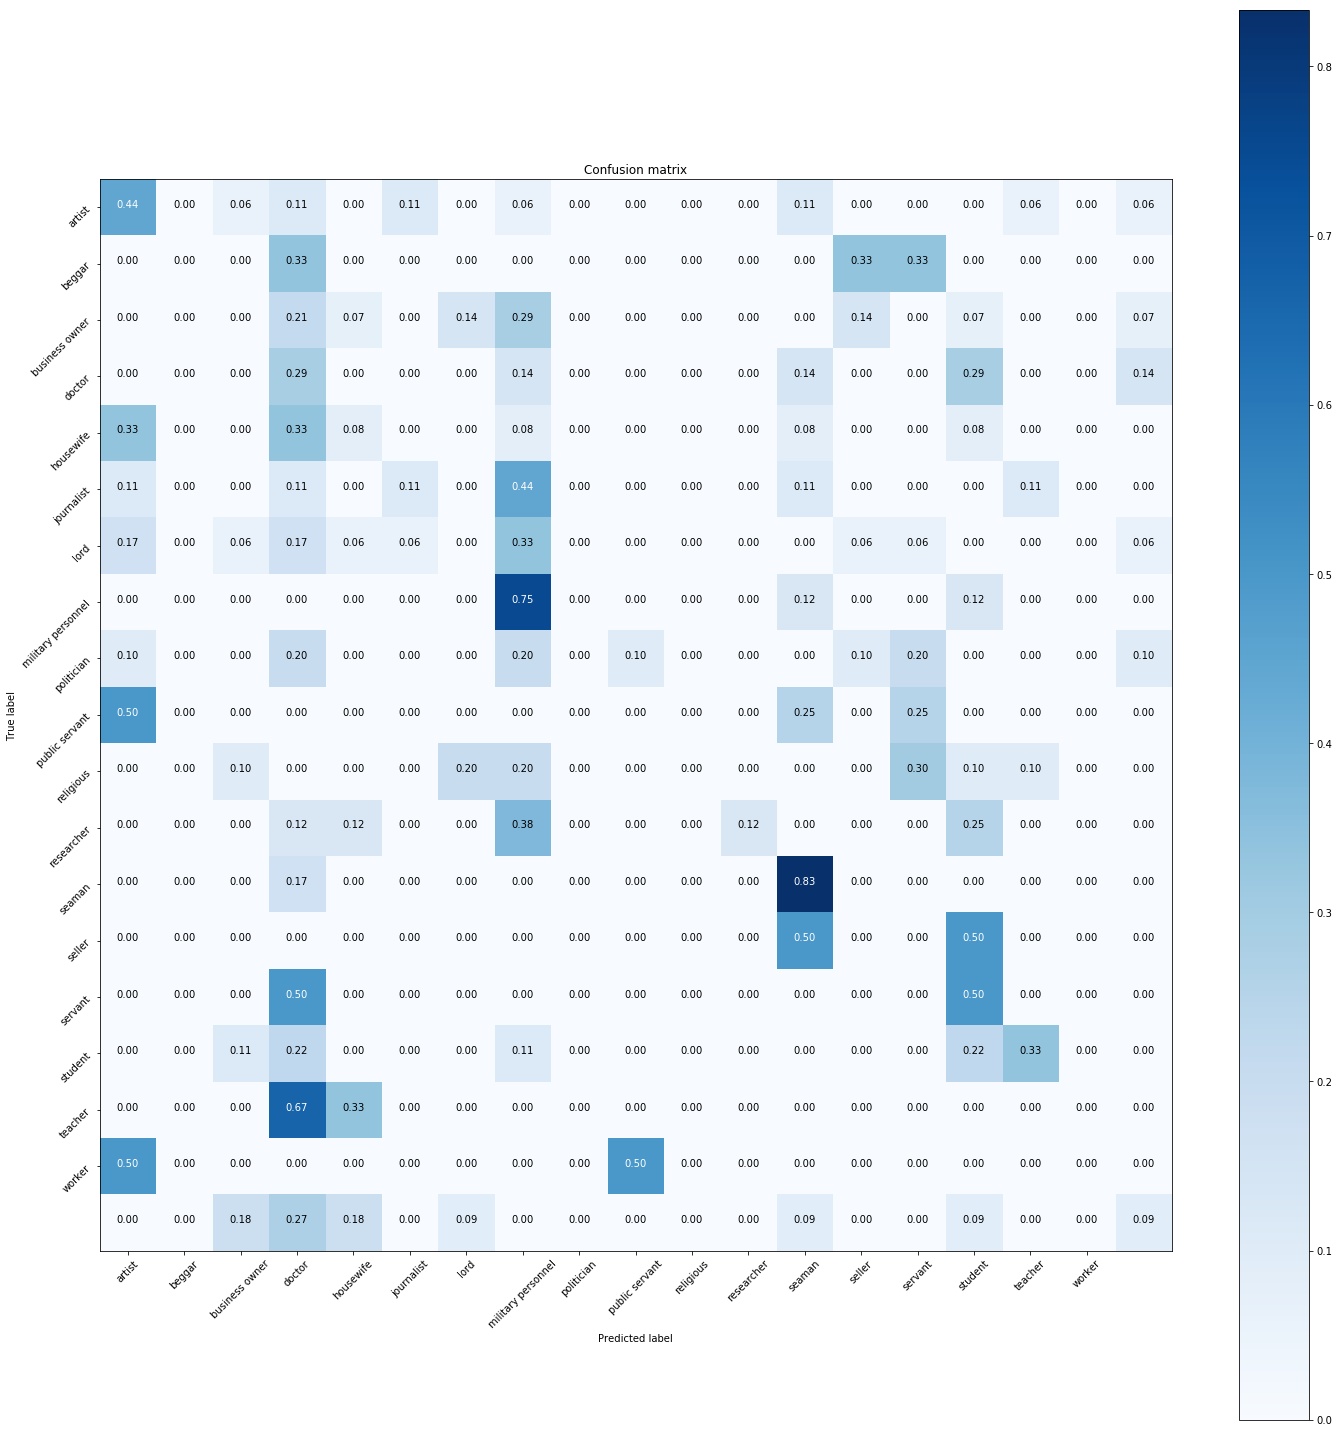 Confusion matrix
artist 0.44 0.00 0.06 0.11 0.00 0.11 0.00 0.06 0.00 0.00 0.00 0.00 0.11 0.00 0.00 0.00 0.06 0.00 0.06
beggar 0.00 0.00 0.00 0.33 0.00 0.00 0.00 0.00 0.00 0.00 0.00 0.00 0.00 0.33 0.33 0.00 0.00 0.00 0.00
business owner 0.00 0.00 0.00 0.21 0.07 0.00 0.14 0.29 0.00 0.00 0.00 0.00 0.00 0.14 0.00 0.07 0.00 0.00 0.07
doctor 0.00 0.00 0.00 0.29 0.00 0.00 0.00 0.14 0.00 0.00 0.00 0.00 0.14 0.00 0.00 0.29 0.00 0.00 0.14
housewife 0.33 0.00 0.00 0.33 0.08 0.00 0.00 0.08 0.00 0.00 0.00 0.00 0.08 0.00 0.00 0.08 0.00 0.00 0.00
journalist 0.11 0.00 0.00 0.11 0.00 0.11 0.00 0.44 0.00 0.00 0.00 0.00 0.11 0.00 0.00 0.00 0.11 0.00 0.00
lord 0.17 0.00 0.06 0.17 0.06 0.06 0.00 0.33 0.00 0.00 0.00 0.00 0.00 0.06 0.06 0.00 0.00 0.00 0.06
military personnel 0.00 0.00 0.00 0.00 0.00 0.00 0.00 0.75 0.00 0.00 0.00 0.00 0.12 0.00 0.00 0.12 0.00 0.00 0.00
politician 0.10 0.00 0.00 0.20 0.00 0.00 0.00 0.20 0.00 0.10 0.00 0.00 0.00 0.10 0.20 0.00 0.00 0.00 0.10
public servant 0.50 0.00 0.00 0.00 0.00 0.00 0.00 0.00 0.00 0.00 0.00 0.00 0.25 0.00 0.25 0.00 0.00 0.00 0.00
religious 0.00 0.00 0.10 0.00 0.00 0.00 0.20 0.20 0.00 0.00 0.00 0.00 0.00 0.00 0.30 0.10 0.10 0.00 0.00
researcher 0.00 0.00 0.00 0.12 0.12 0.00 0.00 0.38 0.00 0.00 0.00 0.12 0.00 0.00 0.00 0.25 0.00 0.00 0.00
seaman 0.00 0.00 0.00 0.17 0.00 0.00 0.00 0.00 0.00 0.00 0.00 0.00 0.83 0.00 0.00 0.00 0.00 0.00 0.00
seller 0.00 0.00 0.00 0.00 0.00 0.00 0.00 0.00 0.00 0.00 0.00 0.00 0.50 0.00 0.00 0.50 0.00 0.00 0.00
servant 0.00 0.00 0.00 0.50 0.00 0.00 0.00 0.00 0.00 0.00 0.00 0.00 0.00 0.00 0.00 0.50 0.00 0.00 0.00
student 0.00 0.00 0.11 0.22 0.00 0.00 0.00 0.11 0.00 0.00 0.00 0.00 0.00 0.00 0.00 0.22 0.33 0.00 0.00
teacher 0.00 0.00 0.00 0.67 0.33 0.00 0.00 0.00 0.00 0.00 0.00 0.00 0.00 0.00 0.00 0.00 0.00 0.00 0.00
worker 0.50 0.00 0.00 0.00 0.00 0.00 0.00 0.00 0.00 0.50 0.00 0.00 0.00 0.00 0.00 0.00 0.00 0.00 0.00
0.00 0.00 0.18 0.27 0.18 0.00 0.09 0.00 0.00 0.00 0.00 0.00 0.09 0.00 0.00 0.09 0.00 0.00 0.09
artist beggar business owner doctor housewife journalist lord military personnel politician public servant religious researcher seaman seller servant student teacher worker
True label
Predicted label
0.8
0.7
0.6
0.5
0.4
0.3
0.2
0.1
0.0